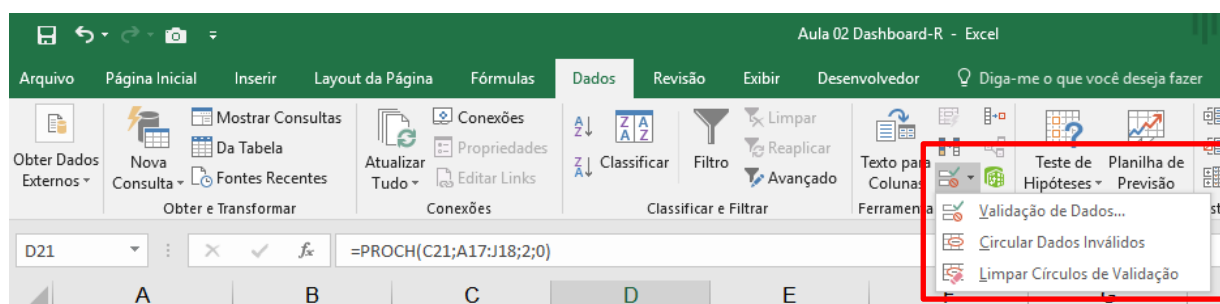 Aula 02 Dashboard-R - Excel
Arquivo Página Inicial Inserir Layout da Página Fórmulas Dados Revisão Exibir Desenvolvedor Diga-me o que você deseja fazer
Obter Dados Externos
Nova Consulta
Mostrar Consultas
Da Tabela
Fontes Recentes
Obter e Transformar
Atualizar Tudo
Conexões
Propriedades
Editar Links
Conexões
Classificar
Filtro
Limpar
Reaplicar
Avançado
Classificar e Filtrar
Texto para Colunas
Teste de Hipóteses
Planilha de Previsão
Validação de Dados...
Circular Dados Inválidos
Limpar Círculos de Validação
D21 fx =PROCH(C21;A17:J18;2;0)
A B C D E